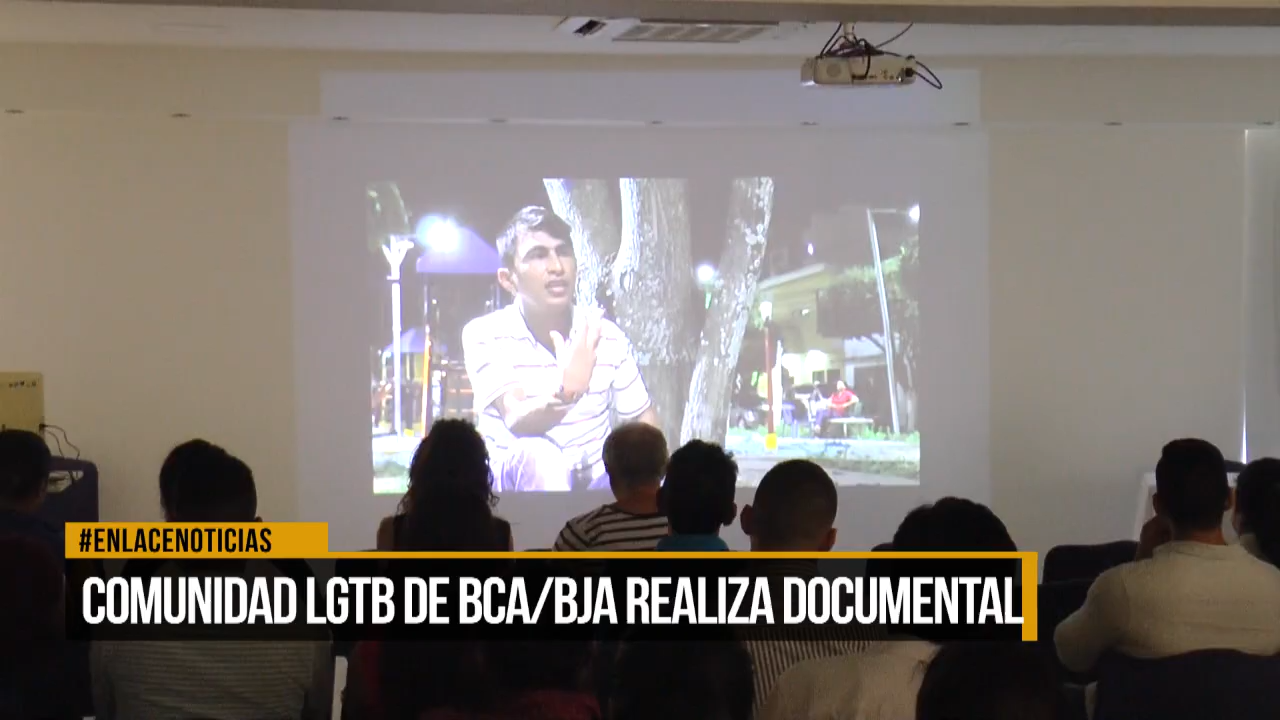 #ENLACENOTICIAS
COMUNIDAD LGTB DE BCA/BJA REALIZA DOCUMENTAL